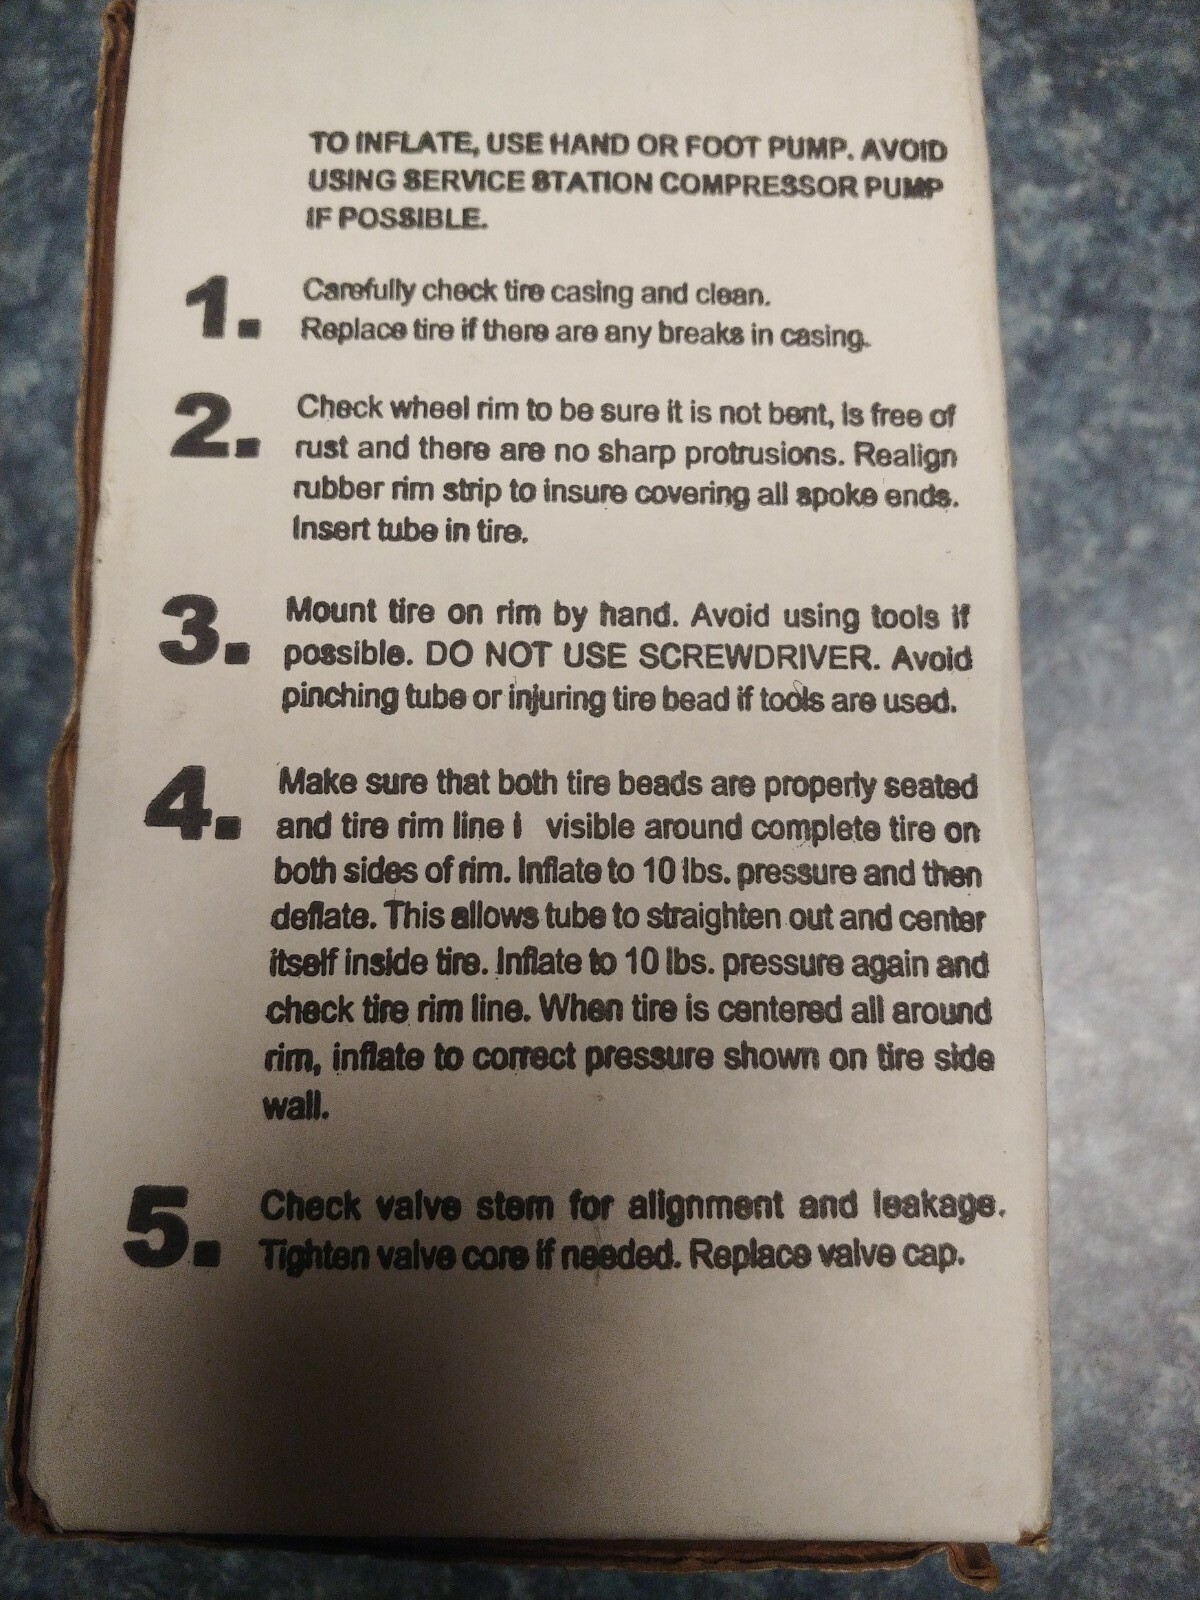 TO INFLATE, USE HAND OR FOOT PUMP. AVOID
USING SERVICE STATION COMPRESSOR PUMP
IF POSSIBLE.
1. Carefully check tire casing and clean.
Replace tire if there are any breaks in casing.
2. Check wheel rim to be sure it is not bent, is free of
rust and there are no sharp protrusions. Realign
rubber rim strip to insure covering all spoke ends.
Insert tube in tire.
3. Mount tire on rim by hand. Avoid using tools if
possible. DO NOT USE SCREWDRIVER. Avoid
pinching tube or injuring tire bead if tools are used.
4. Make sure that both tire beads are properly seated
and tire rim line i visible around complete tire on
both sides of rim. Inflate to 10 lbs. pressure and then
deflate. This allows tube to straighten out and center
itself inside tire. Inflate to 10 lbs. pressure again and
check tire rim line. When tire is centered all around
rim, inflate to correct pressure shown on tire side
wall.
5. Check valve stem for alignment and leakage.
Tighten valve core if needed. Replace valve cap.